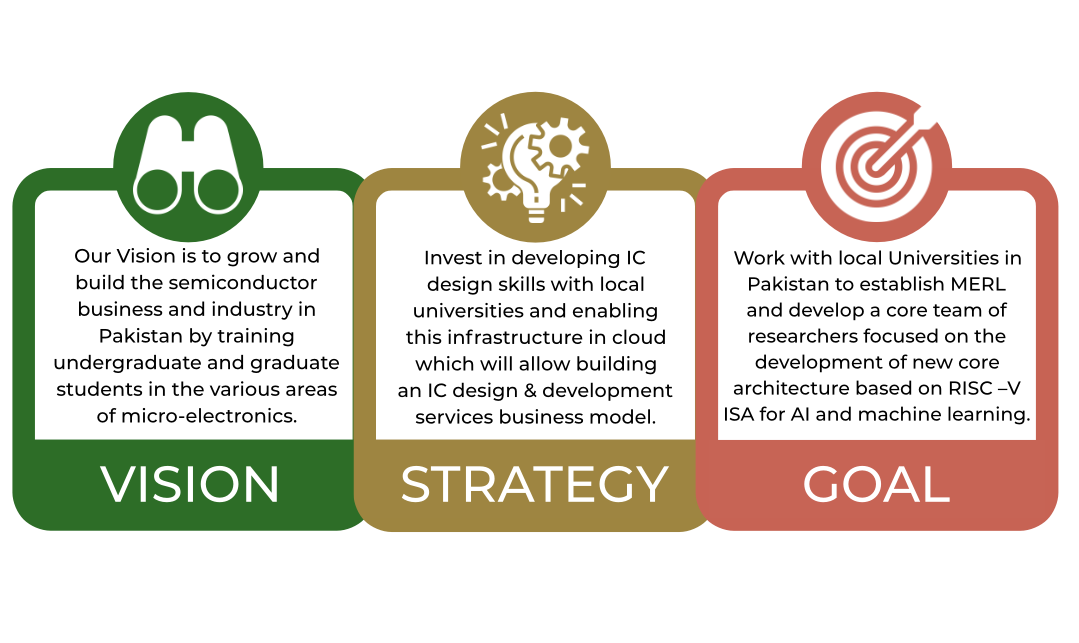 Our Vision is to grow and
build the semiconductor
business and industry in
Pakistan by training
undergraduate and graduate
students in the various areas
of micro-electronics.
VISION
Invest in developing IC
design skills with local
universities and enabling
this infrastructure in cloud
which will allow building
an IC design & development
services business model.
STRATEGY
Work with local Universities in
Pakistan to establish MERL
and develop a core team of
researchers focused on the
development of new core
architecture based on RISC –V
ISA for AI and machine learning.
GOAL